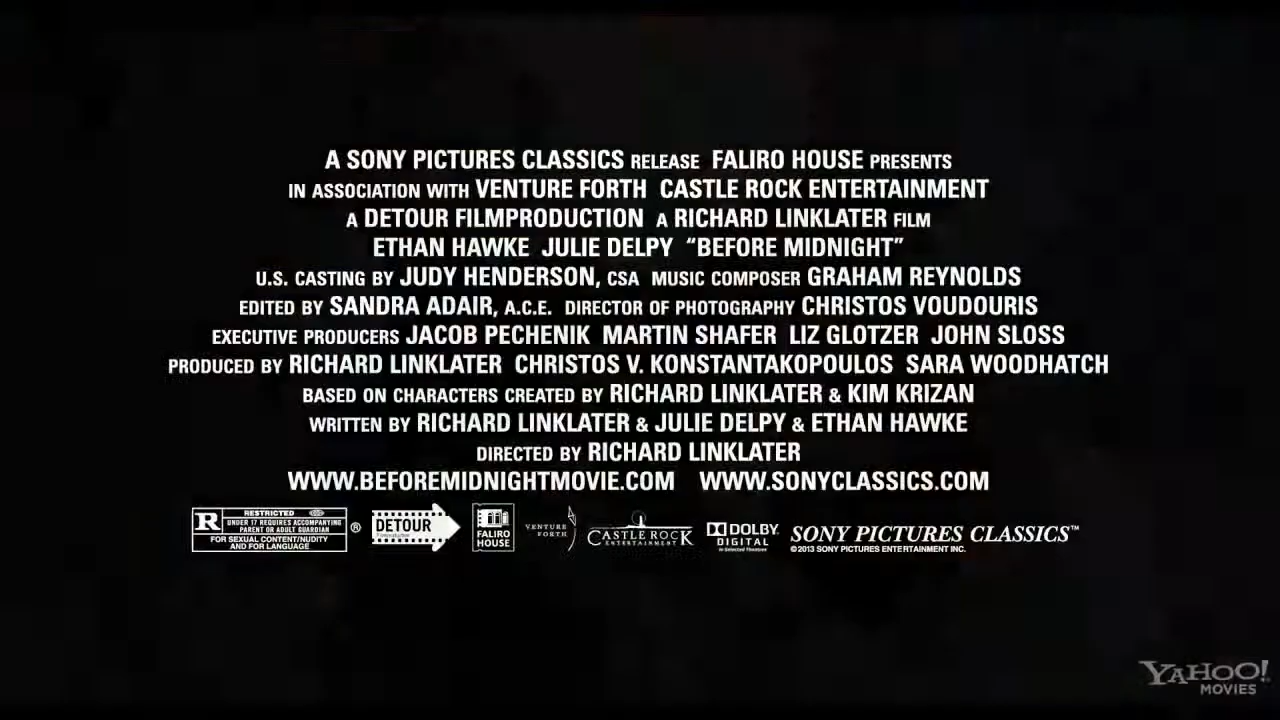 A SONY PICTURES CLASSICS RELEASE FALIRO HOUSE PRESENTS
IN ASSOCIATION WITH VENTURE FORTH CASTLE ROCK ENTERTAINMENT
A DETOUR FILMPRODUCTION A RICHARD LINKLATER FILM
ETHAN HAWKE JULIE DELPY “BEFORE MIDNIGHT”
U.S. CASTING BY JUDY HENDERSON, CSA MUSIC COMPOSER GRAHAM REYNOLDS
EDITED BY SANDRA ADAIR, A.C.E. DIRECTOR OF PHOTOGRAPHY CHRISTOS VOUDOURIS
EXECUTIVE PRODUCERS JACOB PECHENIK MARTIN SHAFER LIZ GLOTZER JOHN SLOSS
PRODUCED BY RICHARD LINKLATER CHRISTOS V. KONSTANTAKOPOULOS SARA WOODHATCH
BASED ON CHARACTERS CREATED BY RICHARD LINKLATER & KIM KRIZAN
WRITTEN BY RICHARD LINKLATER & JULIE DELPY & ETHAN HAWKE
DIRECTED BY RICHARD LINKLATER
WWW.BEFOREMIDNIGHTMOVIE.COM WWW.SONYCLASSICS.COM
R RESTRICTED
UNDER 17 REQUIRES ACCOMPANYING
PARENT OR ADULT GUARDIAN
FOR SEXUAL CONTENT/NUDITY
AND FOR LANGUAGE
®
DETOUR
FALIRO
HOUSE
VENTURE
FORTH
CASTLE ROCK
ENTERTAINMENT
DOLBY
DIGITAL
In Selected Theatres
SONY PICTURES CLASSICS™
©2013 SONY PICTURES ENTERTAINMENT INC.
YAHOO!
MOVIES